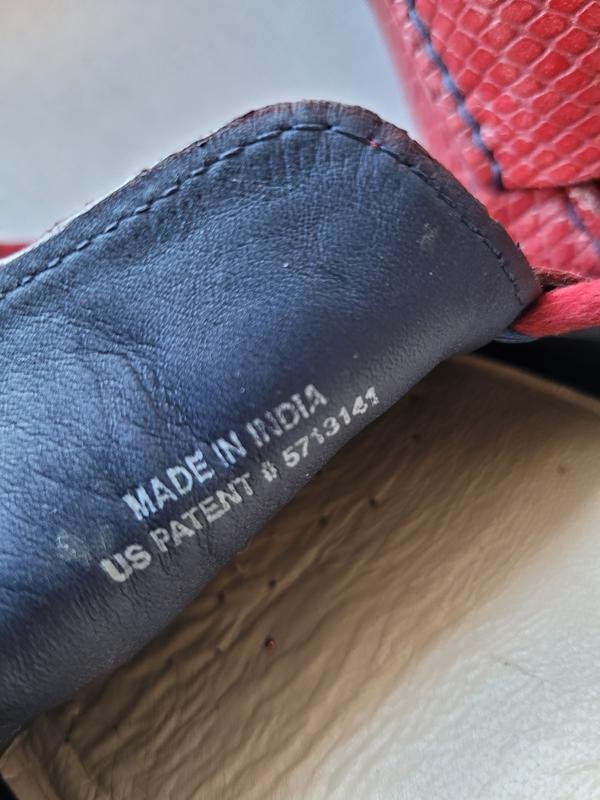 MADE IN INDIA
US PATENT # 5713141